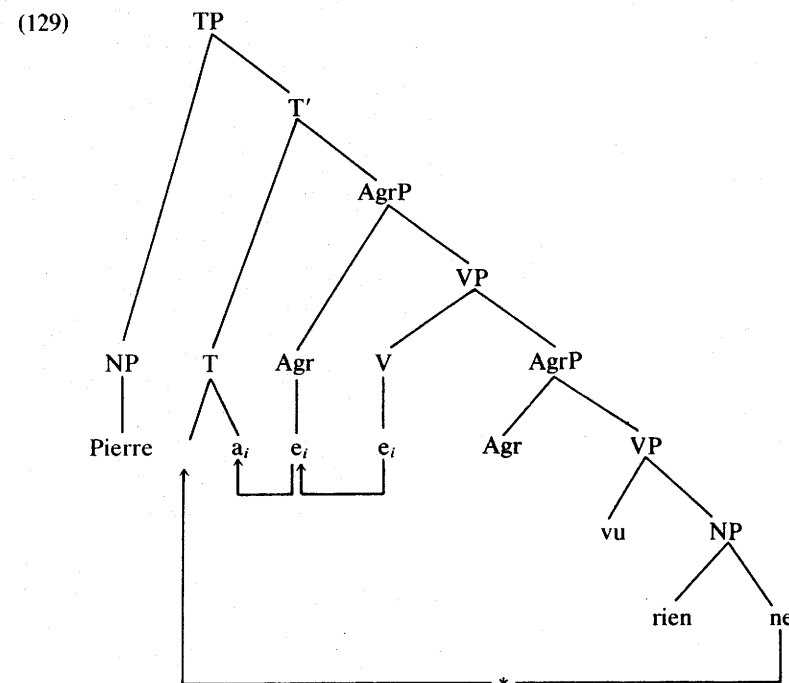 (129) TP
T′
AgrP
VP
NP T Agr V AgrP
Pierre a_i e_i e_i Agr VP
vu NP
rien ne
*